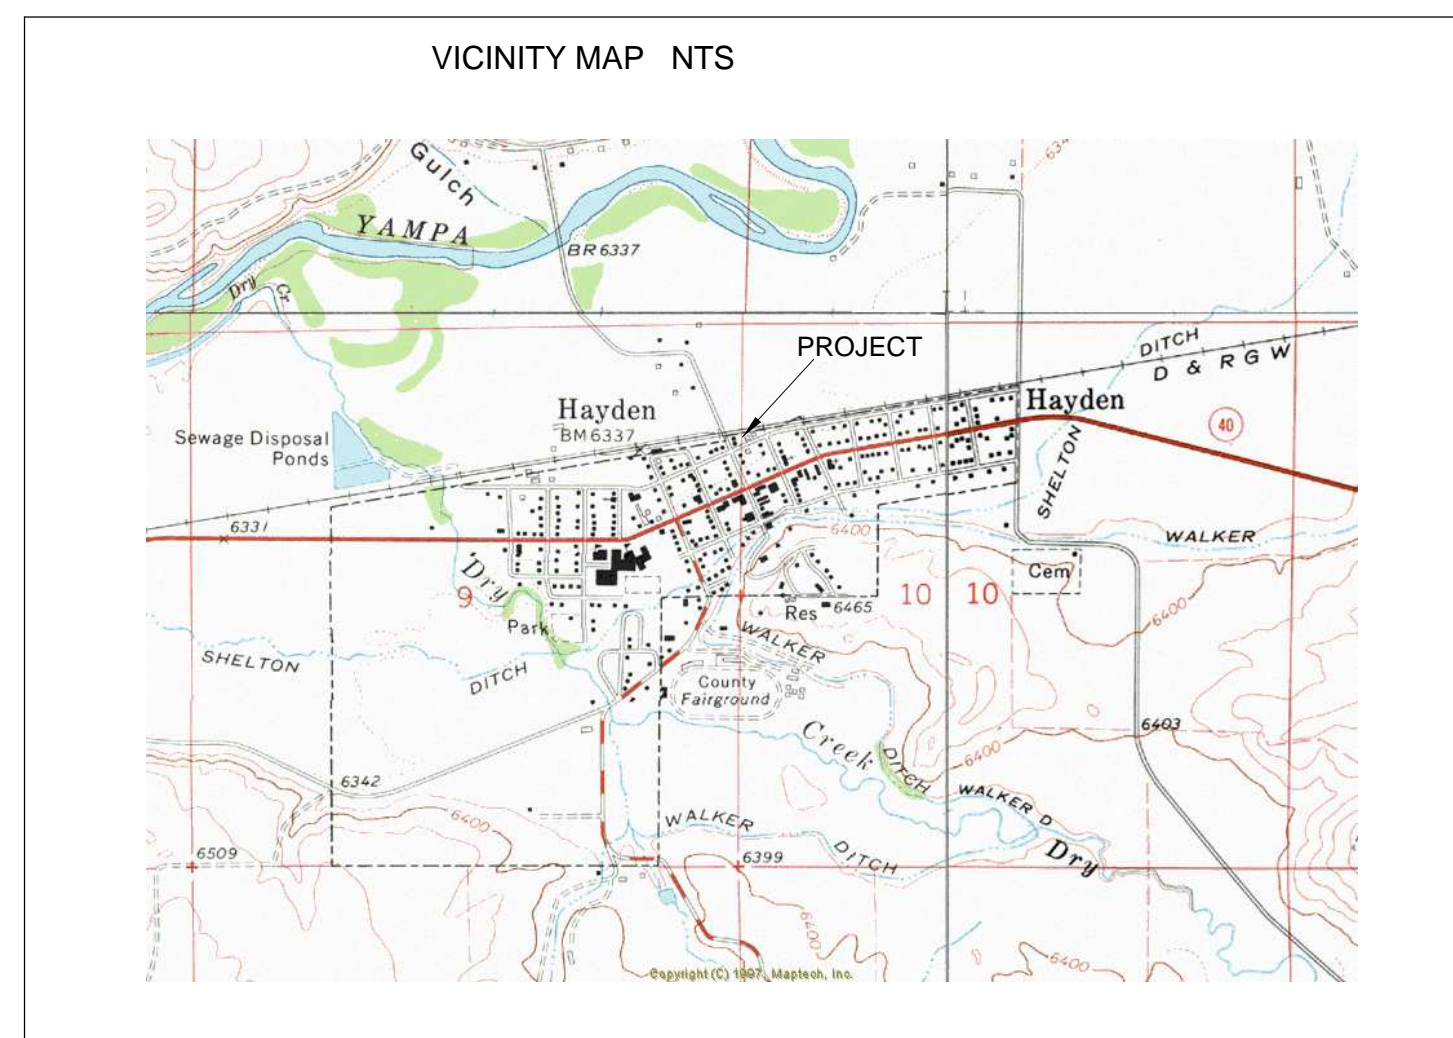 VICINITY MAP NTS
Gulch
YAMPA
BR 6337
Dry Cr
634
PROJECT
DITCH
D & RGW
Hayden
BM 6337
Hayden
40
Sewage Disposal
Ponds
6331
SHELTON
6400
WALKER
Dry
9
Cem
10
10
Res
6465
6400
Park
WALKER
SHELTON
DITCH
County
Fairground
Creek
DITCH
6403
6400
6342
WALKER D
6400
WALKER
DITCH
Dry
6509
6399
6400
6400
Copyright (C) 1997, Maptech, Inc.